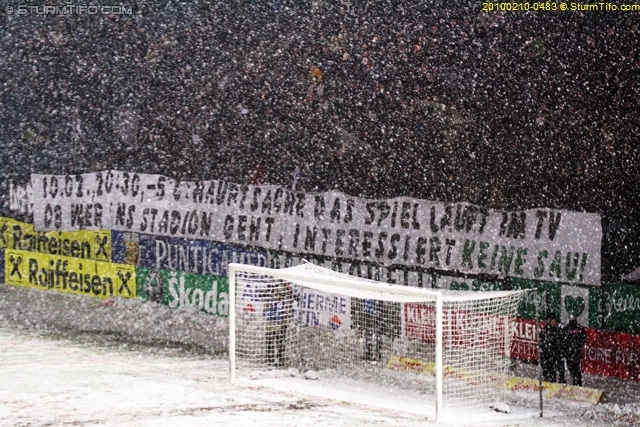 © STURMTIFO.COM
20100210-0483 © SturmTifo.com
10.02. 20:30, -5°C: HAUPTSACHE DAS SPIEL LÄUFT IM TV
OB WER INS STADION GEHT, INTERESSIERT KEINE SAU!
Raiffeisen
Raiffeisen
PUNTIGAMER
Skoda